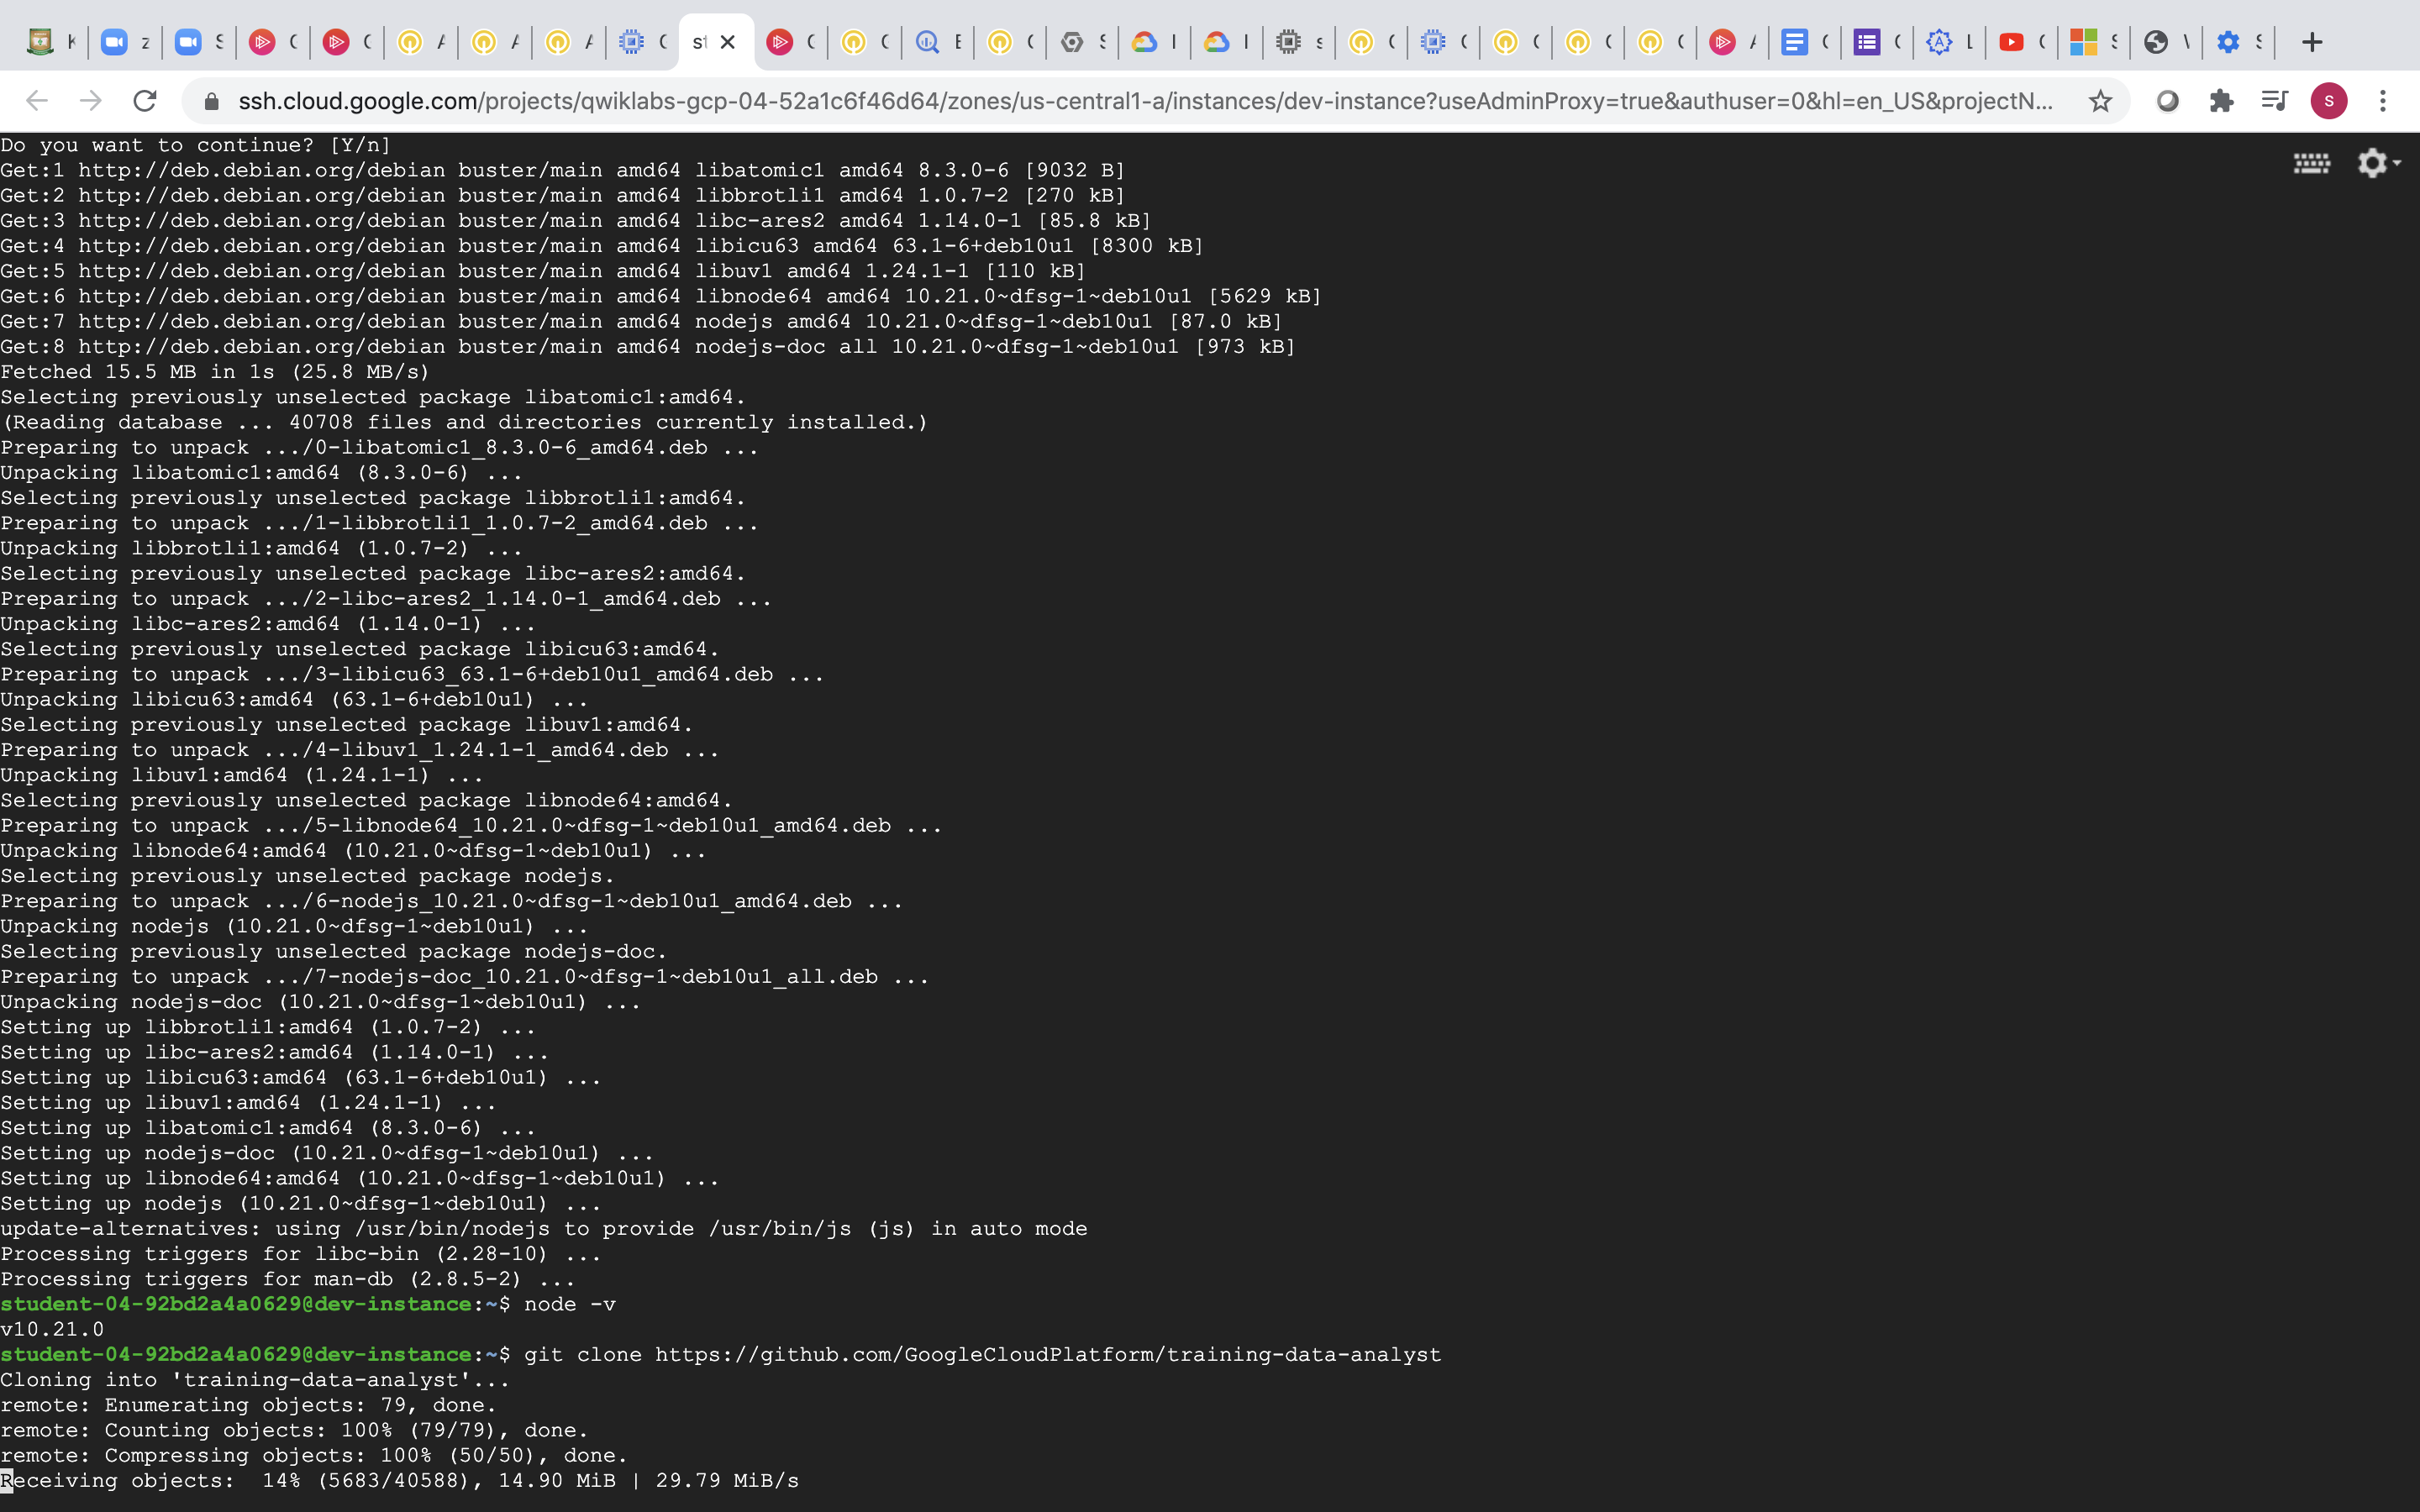 st
ssh.cloud.google.com/projects/qwiklabs-gcp-04-52a1c6f46d64/zones/us-central1-a/instances/dev-instance?useAdminProxy=true&authuser=0&hl=en_US&projectN...
S
Do you want to continue? [Y/n]
Get:1 http://deb.debian.org/debian buster/main amd64 libatomic1 amd64 8.3.0-6 [9032 B]
Get:2 http://deb.debian.org/debian buster/main amd64 libbrotli1 amd64 1.0.7-2 [270 kB]
Get:3 http://deb.debian.org/debian buster/main amd64 libc-ares2 amd64 1.14.0-1 [85.8 kB]
Get:4 http://deb.debian.org/debian buster/main amd64 libicu63 amd64 63.1-6+deb10u1 [8300 kB]
Get:5 http://deb.debian.org/debian buster/main amd64 libuv1 amd64 1.24.1-1 [110 kB]
Get:6 http://deb.debian.org/debian buster/main amd64 libnode64 amd64 10.21.0~dfsg-1~deb10u1 [5629 kB]
Get:7 http://deb.debian.org/debian buster/main amd64 nodejs amd64 10.21.0~dfsg-1~deb10u1 [87.0 kB]
Get:8 http://deb.debian.org/debian buster/main amd64 nodejs-doc all 10.21.0~dfsg-1~deb10u1 [973 kB]
Fetched 15.5 MB in 1s (25.8 MB/s)
Selecting previously unselected package libatomic1:amd64.
(Reading database ... 40708 files and directories currently installed.)
Preparing to unpack .../0-libatomic1_8.3.0-6_amd64.deb ...
Unpacking libatomic1:amd64 (8.3.0-6) ...
Selecting previously unselected package libbrotli1:amd64.
Preparing to unpack .../1-libbrotli1_1.0.7-2_amd64.deb ...
Unpacking libbrotli1:amd64 (1.0.7-2) ...
Selecting previously unselected package libc-ares2:amd64.
Preparing to unpack .../2-libc-ares2_1.14.0-1_amd64.deb ...
Unpacking libc-ares2:amd64 (1.14.0-1) ...
Selecting previously unselected package libicu63:amd64.
Preparing to unpack .../3-libicu63_63.1-6+deb10u1_amd64.deb ...
Unpacking libicu63:amd64 (63.1-6+deb10u1) ...
Selecting previously unselected package libuv1:amd64.
Preparing to unpack .../4-libuv1_1.24.1-1_amd64.deb ...
Unpacking libuv1:amd64 (1.24.1-1) ...
Selecting previously unselected package libnode64:amd64.
Preparing to unpack .../5-libnode64_10.21.0~dfsg-1~deb10u1_amd64.deb ...
Unpacking libnode64:amd64 (10.21.0~dfsg-1~deb10u1) ...
Selecting previously unselected package nodejs.
Preparing to unpack .../6-nodejs_10.21.0~dfsg-1~deb10u1_amd64.deb ...
Unpacking nodejs (10.21.0~dfsg-1~deb10u1) ...
Selecting previously unselected package nodejs-doc.
Preparing to unpack .../7-nodejs-doc_10.21.0~dfsg-1~deb10u1_all.deb ...
Unpacking nodejs-doc (10.21.0~dfsg-1~deb10u1) ...
Setting up libbrotli1:amd64 (1.0.7-2) ...
Setting up libc-ares2:amd64 (1.14.0-1) ...
Setting up libicu63:amd64 (63.1-6+deb10u1) ...
Setting up libuv1:amd64 (1.24.1-1) ...
Setting up libatomic1:amd64 (8.3.0-6) ...
Setting up nodejs-doc (10.21.0~dfsg-1~deb10u1) ...
Setting up libnode64:amd64 (10.21.0~dfsg-1~deb10u1) ...
Setting up nodejs (10.21.0~dfsg-1~deb10u1) ...
update-alternatives: using /usr/bin/nodejs to provide /usr/bin/js (js) in auto mode
Processing triggers for libc-bin (2.28-10) ...
Processing triggers for man-db (2.8.5-2) ...
student-04-92bd2a4a0629@dev-instance:~$ node -v
v10.21.0
student-04-92bd2a4a0629@dev-instance:~$ git clone https://github.com/GoogleCloudPlatform/training-data-analyst
Cloning into 'training-data-analyst'...
remote: Enumerating objects: 79, done.
remote: Counting objects: 100% (79/79), done.
remote: Compressing objects: 100% (50/50), done.
Receiving objects:  14% (5683/40588), 14.90 MiB | 29.79 MiB/s